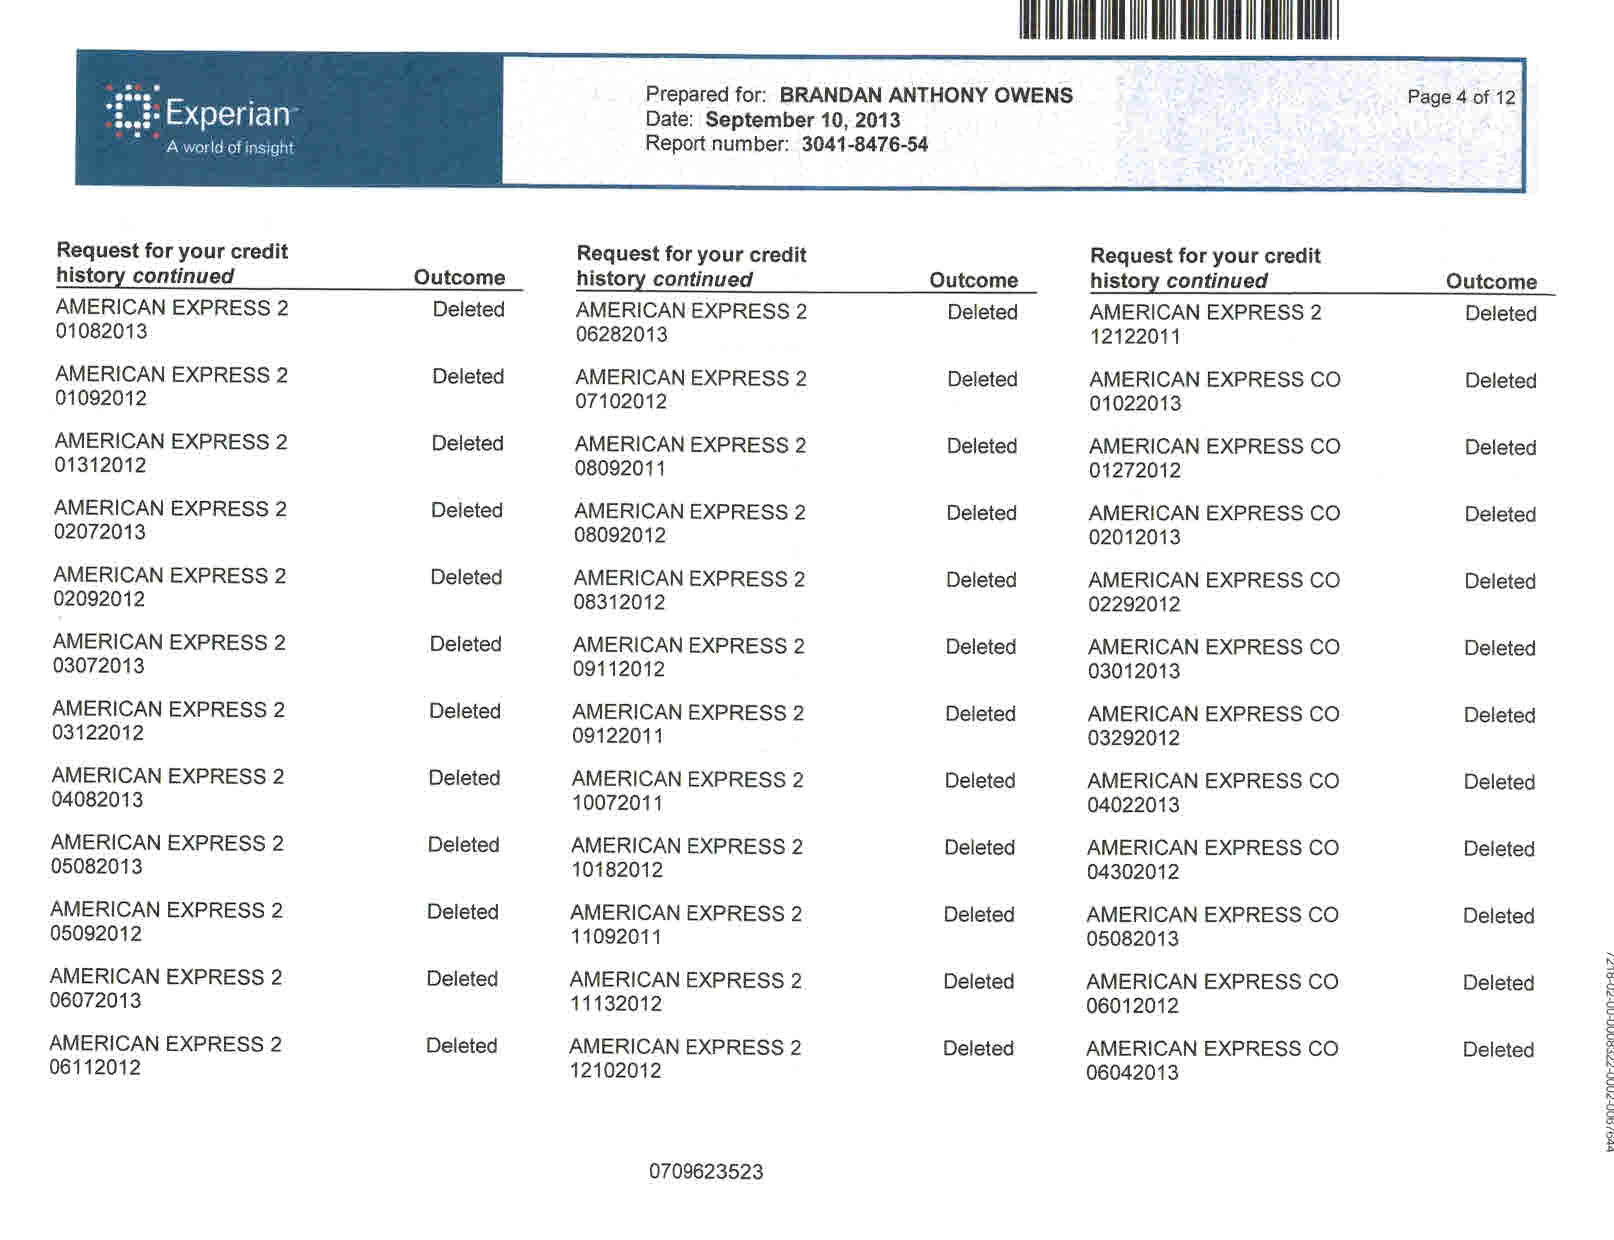 Experian
A world of insight
Prepared for: BRANDAN ANTHONY OWENS
Date: September 10, 2013
Report number: 3041-8476-54
Page 4 of 12
Request for your credit
history continued Outcome
AMERICAN EXPRESS 2 Deleted
01082013
AMERICAN EXPRESS 2 Deleted
01092012
AMERICAN EXPRESS 2 Deleted
01312012
AMERICAN EXPRESS 2 Deleted
02072013
AMERICAN EXPRESS 2 Deleted
02092012
AMERICAN EXPRESS 2 Deleted
03072013
AMERICAN EXPRESS 2 Deleted
03122012
AMERICAN EXPRESS 2 Deleted
04082013
AMERICAN EXPRESS 2 Deleted
05082013
AMERICAN EXPRESS 2 Deleted
05092012
AMERICAN EXPRESS 2 Deleted
06072013
AMERICAN EXPRESS 2 Deleted
06112012
Request for your credit
history continued Outcome
AMERICAN EXPRESS 2 Deleted
06282013
AMERICAN EXPRESS 2 Deleted
07102012
AMERICAN EXPRESS 2 Deleted
08092011
AMERICAN EXPRESS 2 Deleted
08092012
AMERICAN EXPRESS 2 Deleted
08312012
AMERICAN EXPRESS 2 Deleted
09112012
AMERICAN EXPRESS 2 Deleted
09122011
AMERICAN EXPRESS 2 Deleted
10072011
AMERICAN EXPRESS 2 Deleted
10182012
AMERICAN EXPRESS 2 Deleted
11092011
AMERICAN EXPRESS 2 Deleted
11132012
AMERICAN EXPRESS 2 Deleted
12102012
Request for your credit
history continued Outcome
AMERICAN EXPRESS 2 Deleted
12122011
AMERICAN EXPRESS CO Deleted
01022013
AMERICAN EXPRESS CO Deleted
01272012
AMERICAN EXPRESS CO Deleted
02012013
AMERICAN EXPRESS CO Deleted
02292012
AMERICAN EXPRESS CO Deleted
03012013
AMERICAN EXPRESS CO Deleted
03292012
AMERICAN EXPRESS CO Deleted
04022013
AMERICAN EXPRESS CO Deleted
04302012
AMERICAN EXPRESS CO Deleted
05082013
AMERICAN EXPRESS CO Deleted
06012012
AMERICAN EXPRESS CO Deleted
06042013
0709623523